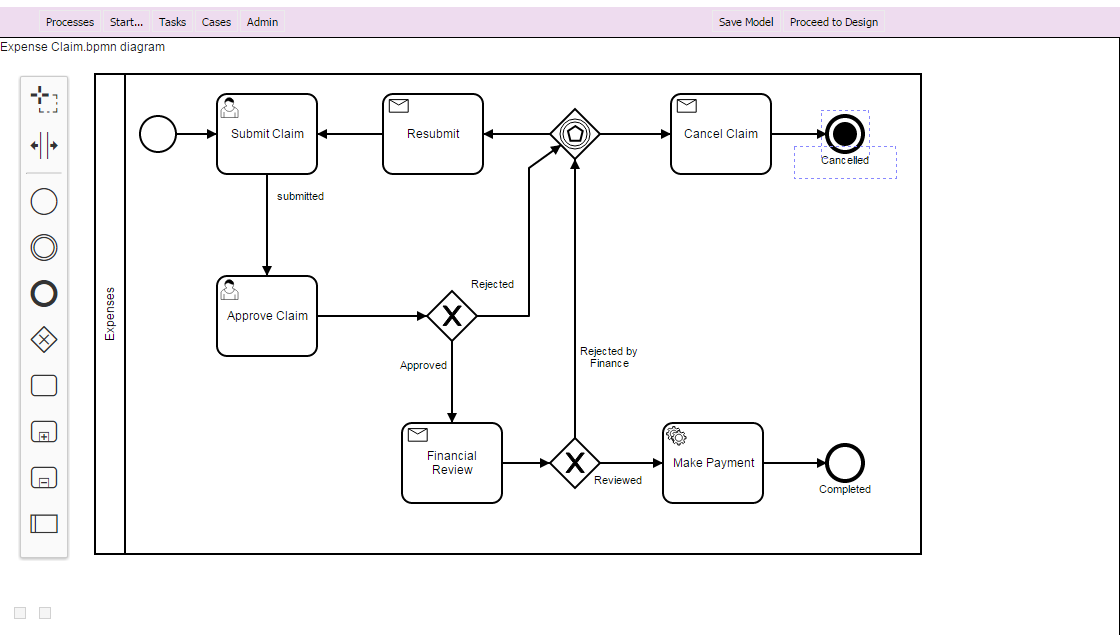 Processes Start... Tasks Cases Admin Save Model Proceed to Design
Expense Claim.bpmn diagram
Submit Claim
Resubmit
Cancel Claim
Cancelled
submitted
Expenses
Approve Claim
Rejected
Approved
Rejected by
Finance
Financial
Review
Reviewed
Make Payment
Completed